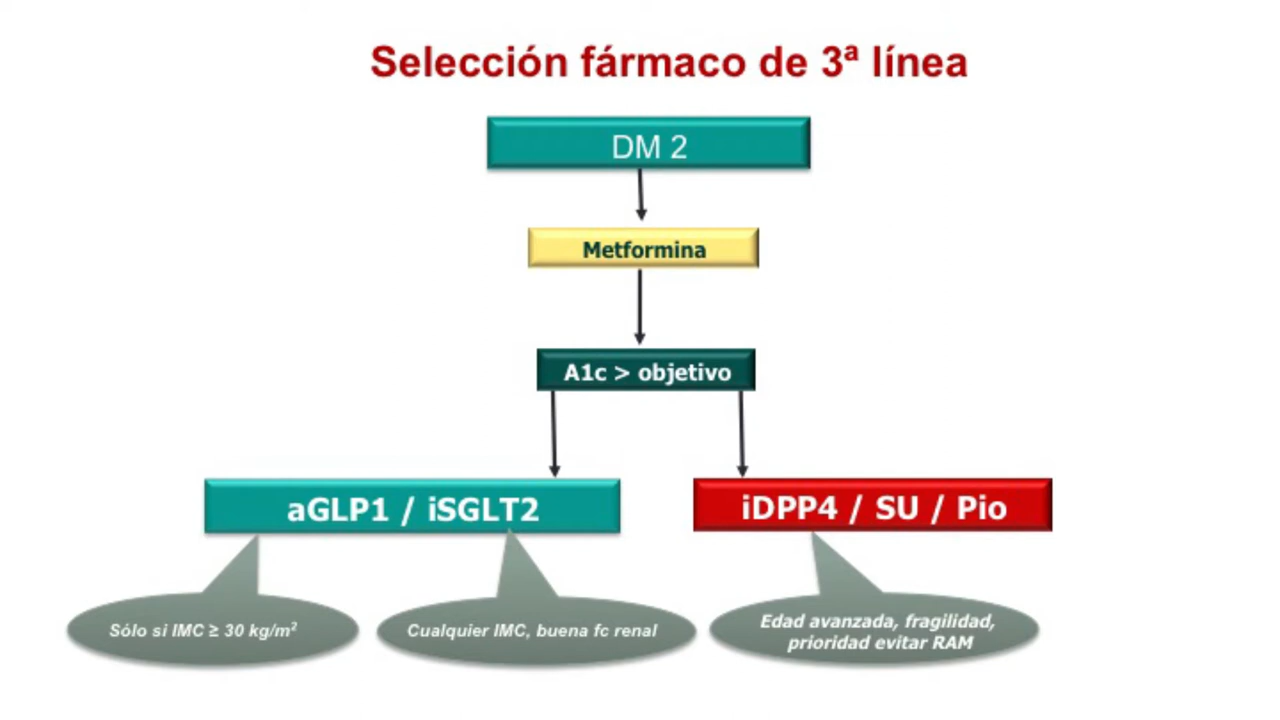 Selección fármaco de 3ª línea
DM 2
Metformina
A1c > objetivo
aGLP1 / iSGLT2
iDPP4 / SU / Pio
Sólo si IMC ≥ 30 kg/m²
Cualquier IMC, buena fc renal
Edad avanzada, fragilidad,
prioridad evitar RAM